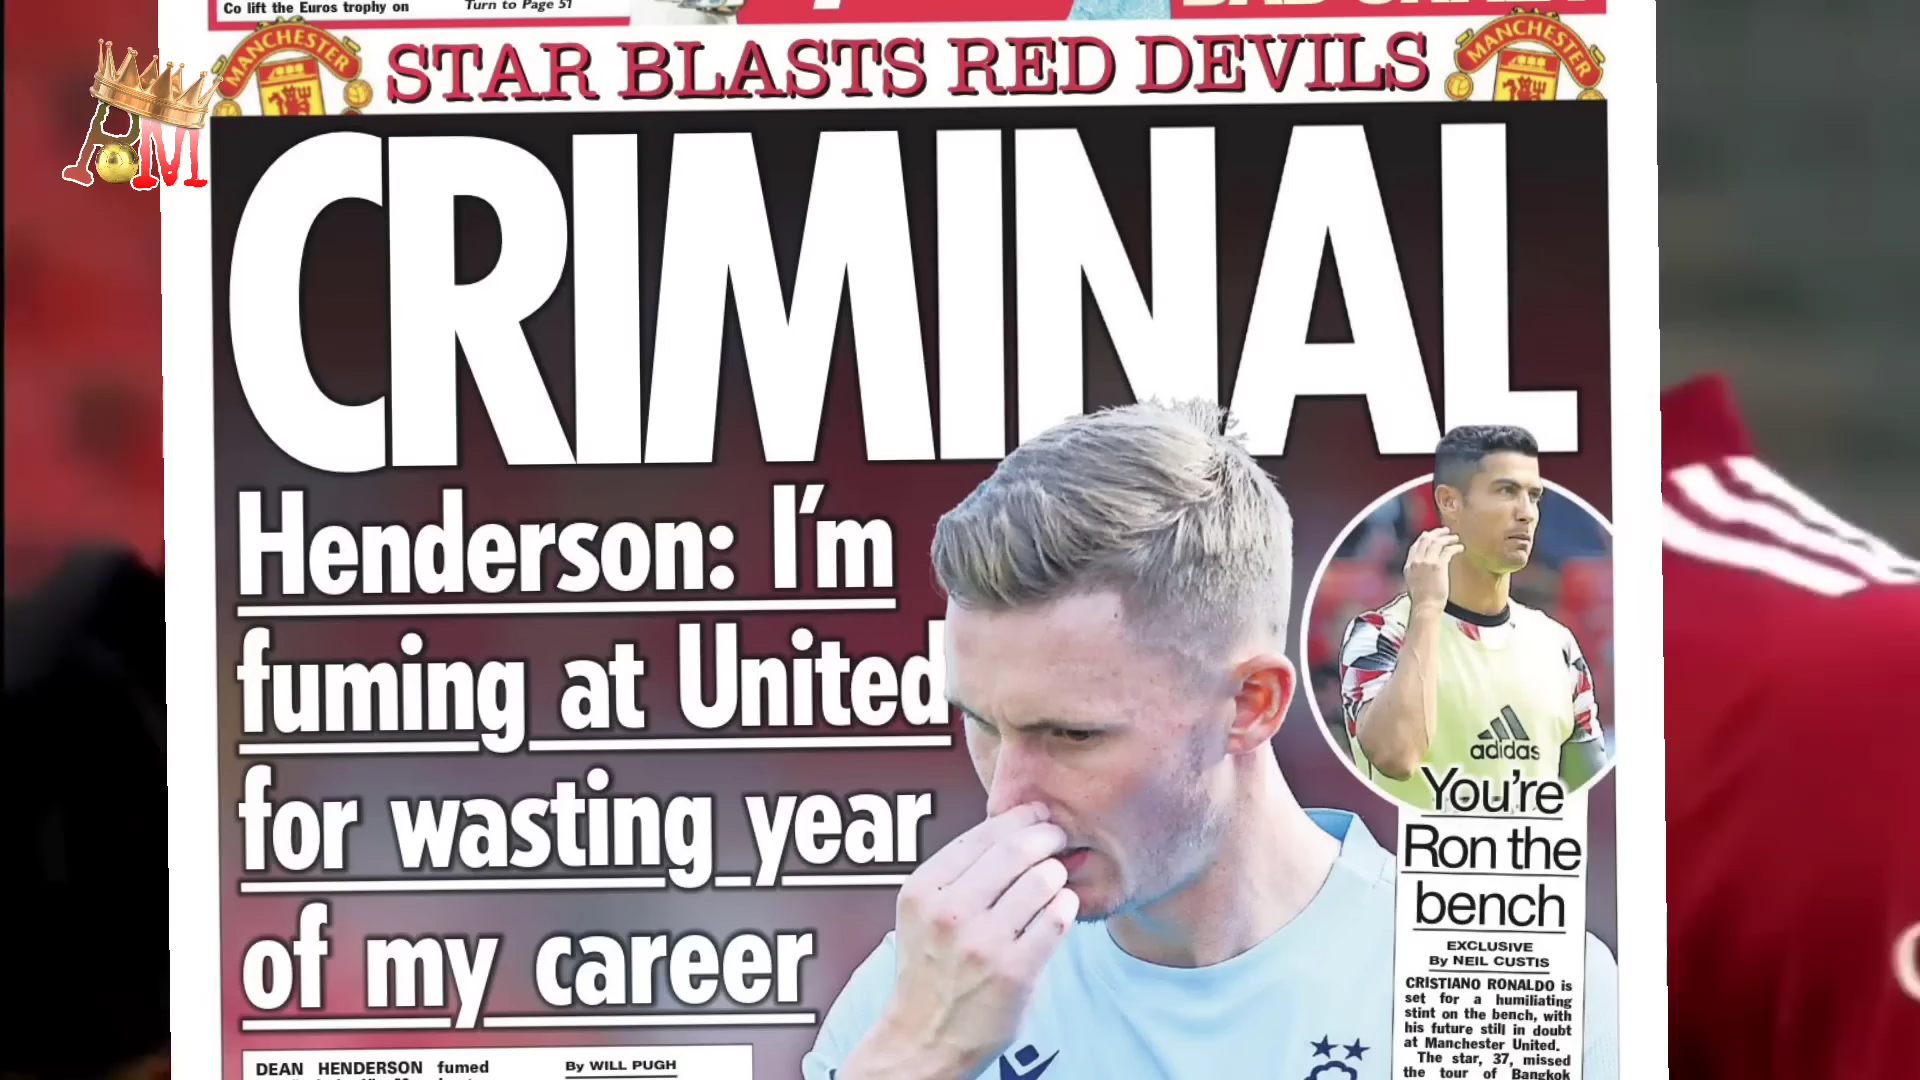 Co lift the Euros trophy on
Turn to Page 51
MANCHESTER
STAR BLASTS RED DEVILS
MANCHESTER
BM
CRIMINAL
Henderson: I'm
fuming at United
for wasting year
of my career
adidas
You're
Ron the
bench
EXCLUSIVE
By NEIL CUSTIS
CRISTIANO RONALDO is
set for a humiliating
stint on the bench, with
his future still in doubt
at Manchester United.
The star, 37, missed
the tour of Bangkok
DEAN HENDERSON fumed
By WILL PUGH